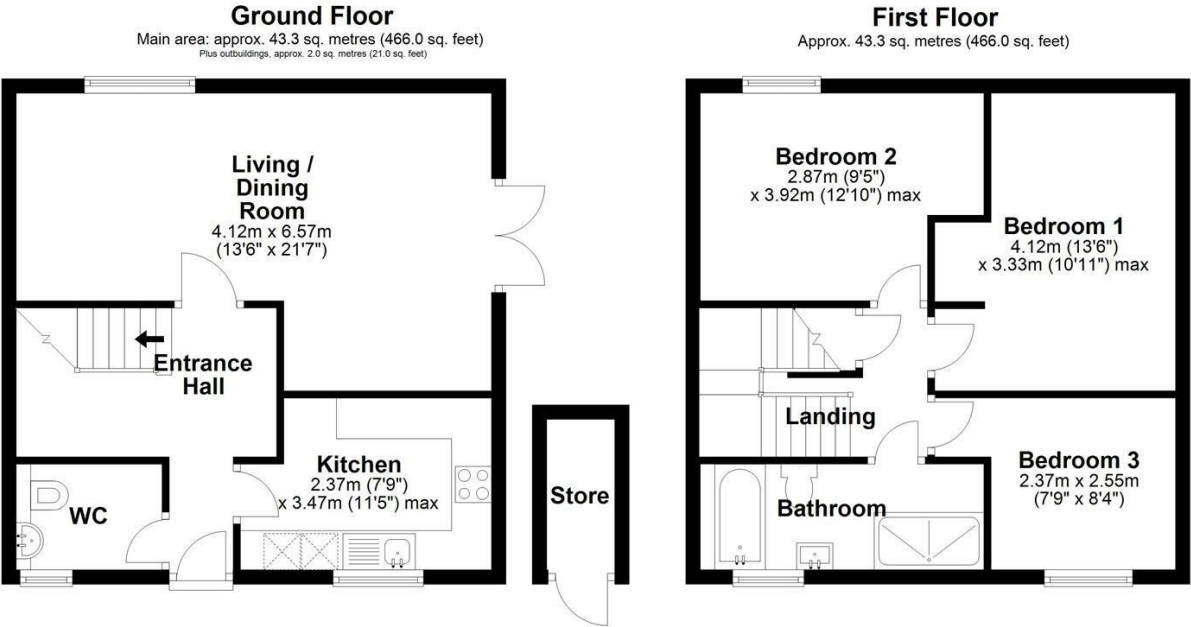 Ground Floor
Main area: approx. 43.3 sq. metres (466.0 sq. feet)
Plus outbuildings, approx. 2.0 sq. metres (21.0 sq. feet)
Living /
Dining
Room
4.12m x 6.57m
(13'6" x 21'7")
Entrance
Hall
Kitchen
2.37m (7'9")
x 3.47m (11'5") max
WC
Store
First Floor
Approx. 43.3 sq. metres (466.0 sq. feet)
Bedroom 2
2.87m (9'5")
x 3.92m (12'10") max
Bedroom 1
4.12m (13'6")
x 3.33m (10'11") max
Landing
Bedroom 3
2.37m x 2.55m
(7'9" x 8'4")
Bathroom